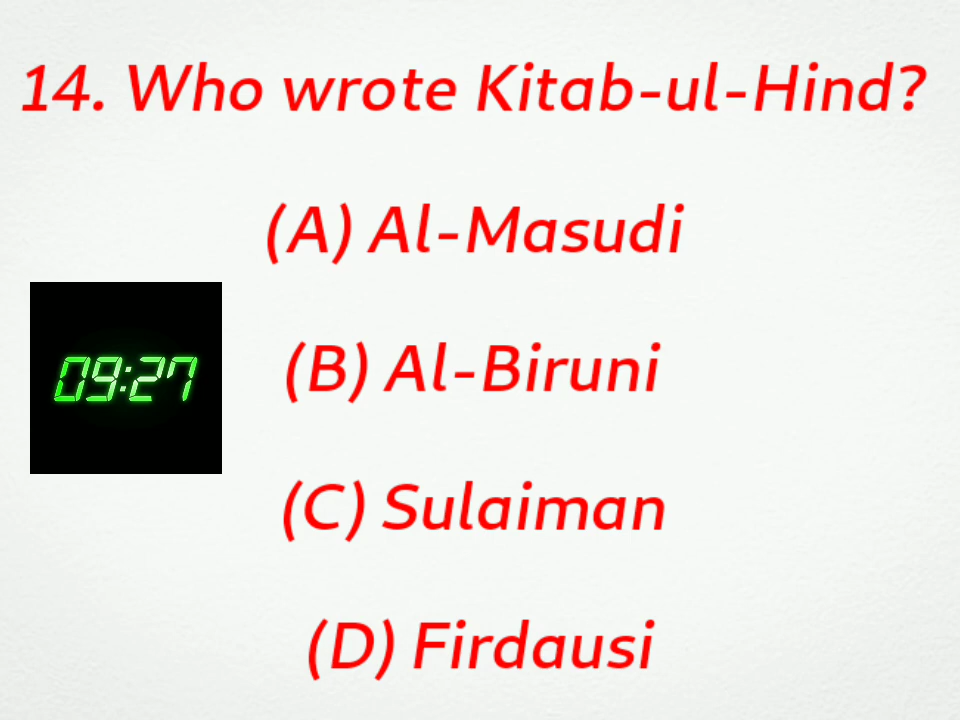 14. Who wrote Kitab-ul-Hind?
(A) Al-Masudi
09:27
(B) Al-Biruni
(C) Sulaiman
(D) Firdausi